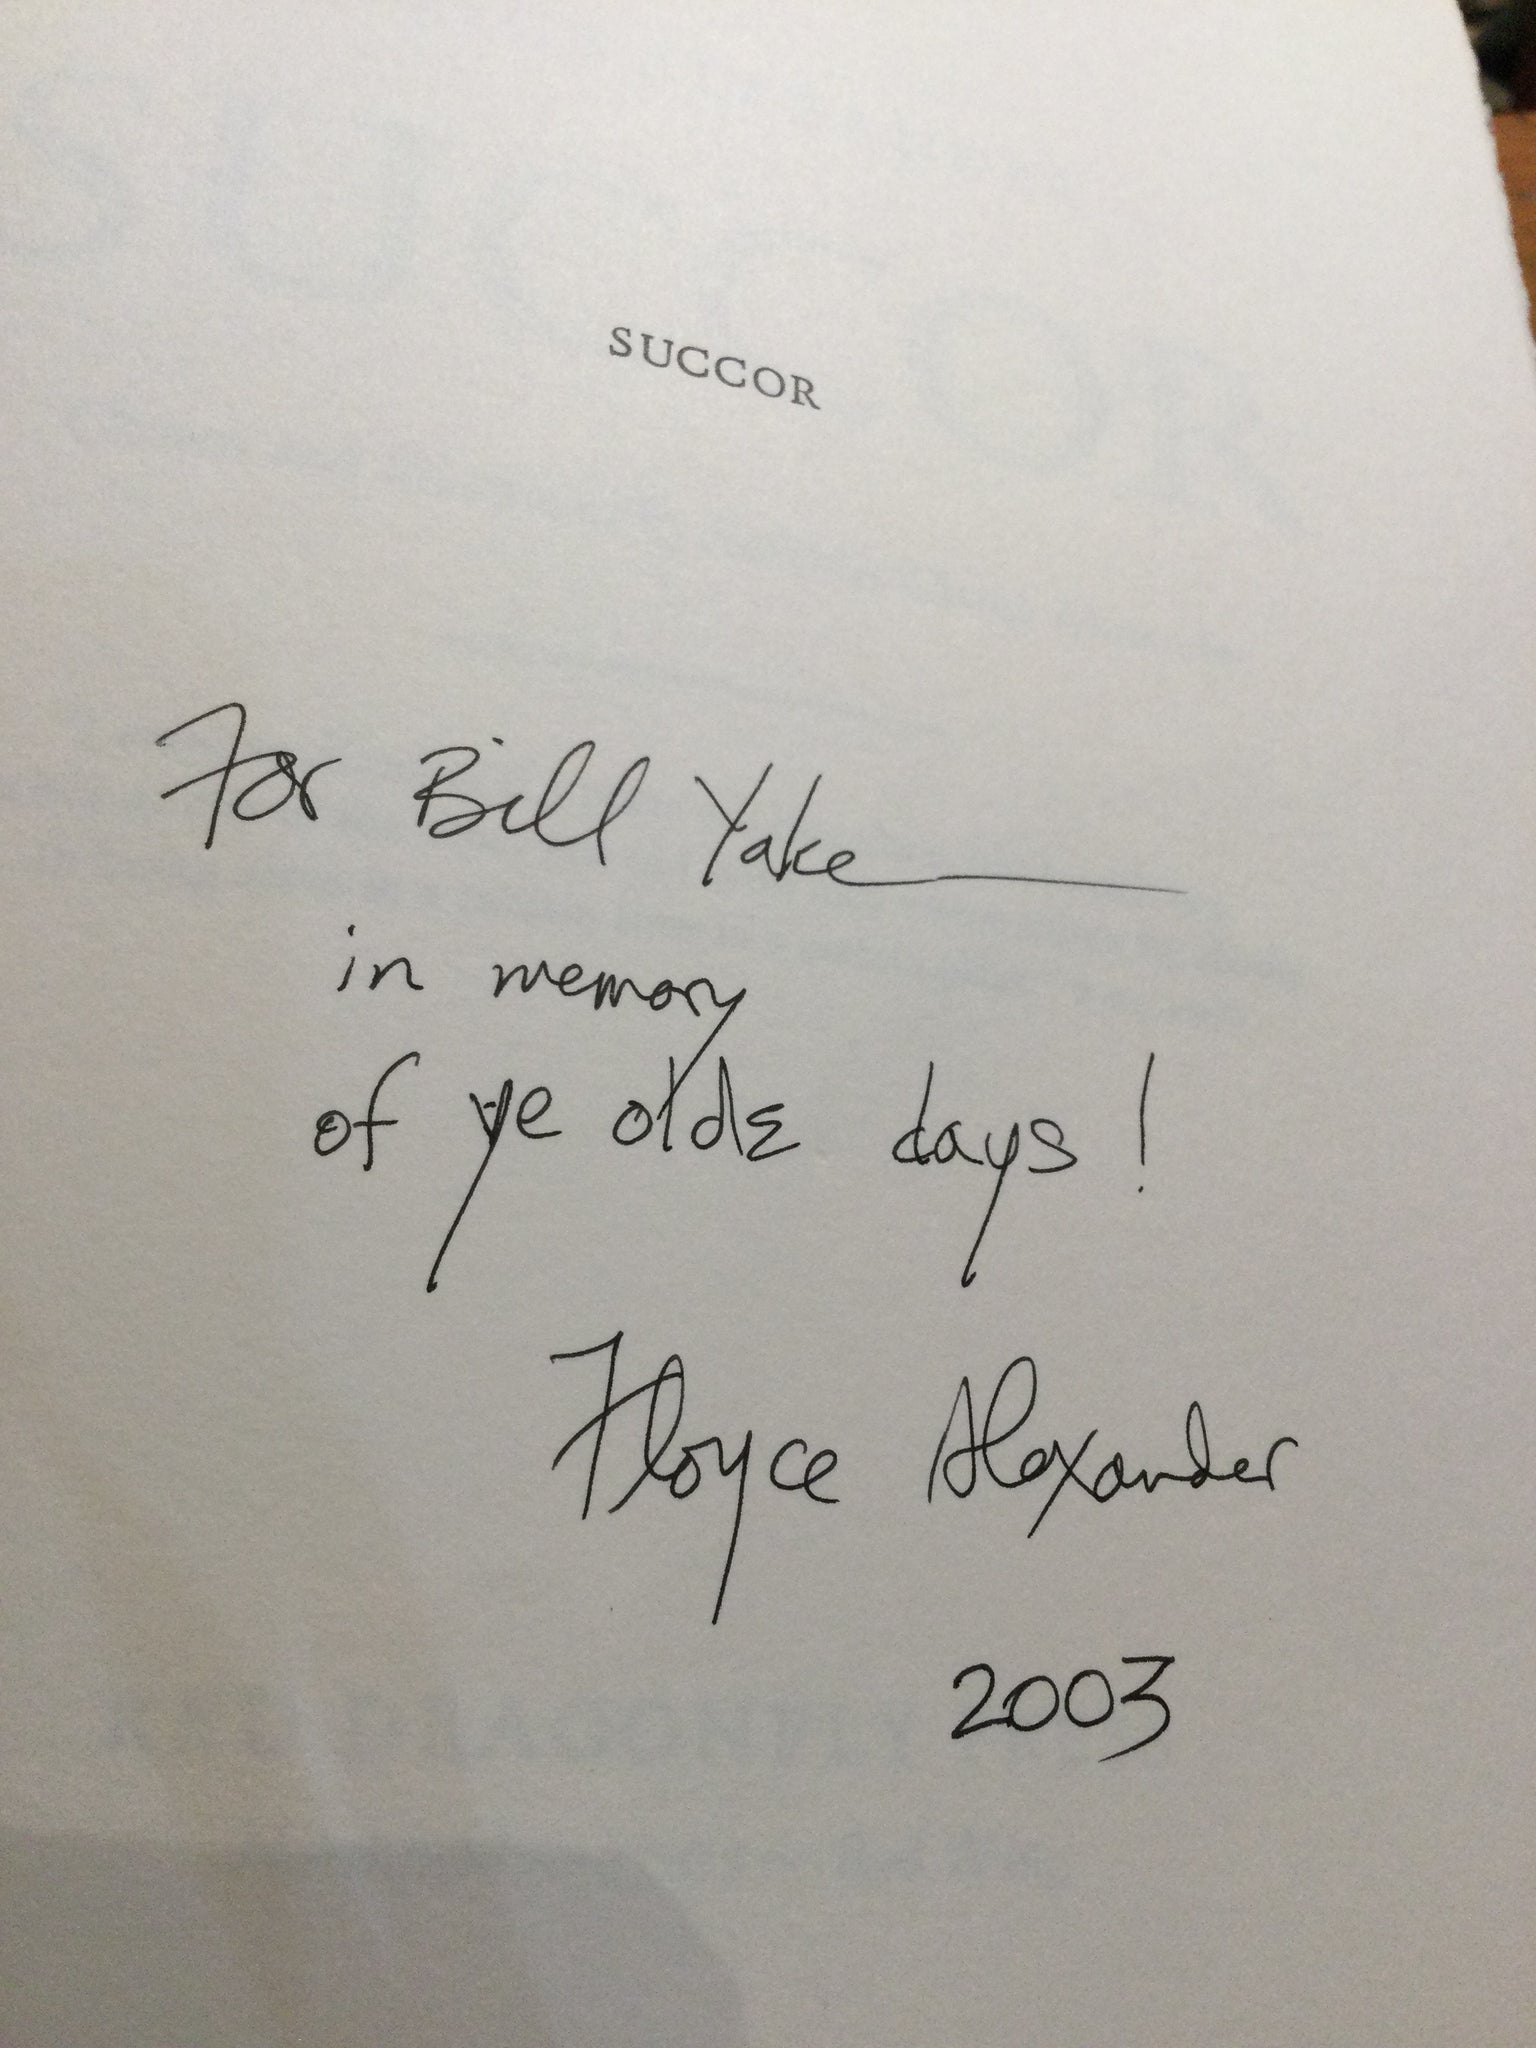 SUCCOR
For Bill Yake
in memory
of ye olde days!
Floyce Alexander
2003